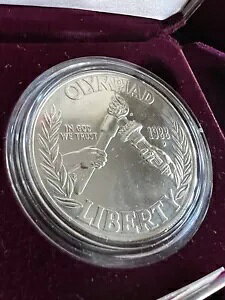 OLYMPIAD
IN GOD
WE TRUST
1988
D
LIBERTY